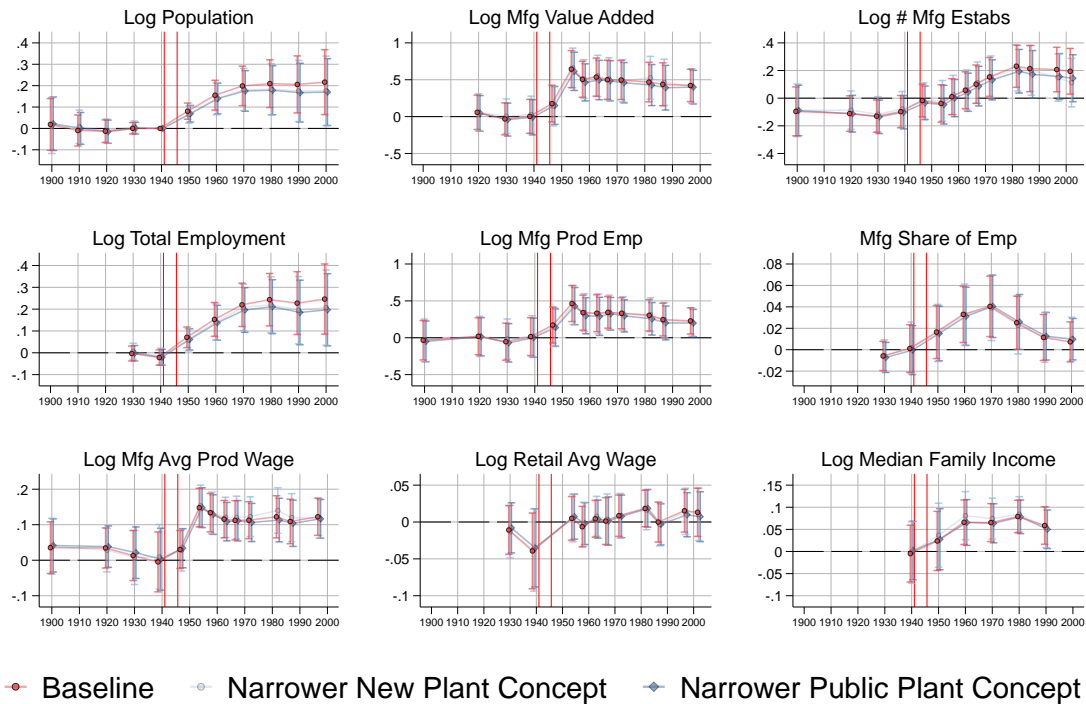 Log Population
.4
.3
.2
.1
0
-.1
1900 1910 1920 1930 1940 1950 1960 1970 1980 1990 2000
Log Mfg Value Added
1
.5
0
-.5
1900 1910 1920 1930 1940 1950 1960 1970 1980 1990 2000
Log # Mfg Estabs
.4
.2
0
-.2
-.4
1900 1910 1920 1930 1940 1950 1960 1970 1980 1990 2000
Log Total Employment
.4
.3
.2
.1
0
-.1
1900 1910 1920 1930 1940 1950 1960 1970 1980 1990 2000
Log Mfg Prod Emp
1
.5
0
-.5
1900 1910 1920 1930 1940 1950 1960 1970 1980 1990 2000
Mfg Share of Emp
.08
.06
.04
.02
0
-.02
1900 1910 1920 1930 1940 1950 1960 1970 1980 1990 2000
Log Mfg Avg Prod Wage
.2
.1
0
-.1
1900 1910 1920 1930 1940 1950 1960 1970 1980 1990 2000
Log Retail Avg Wage
.05
0
-.05
-.1
1900 1910 1920 1930 1940 1950 1960 1970 1980 1990 2000
Log Median Family Income
.15
.1
.05
0
-.05
-.1
1900 1910 1920 1930 1940 1950 1960 1970 1980 1990 2000
Baseline Narrower New Plant Concept Narrower Public Plant Concept